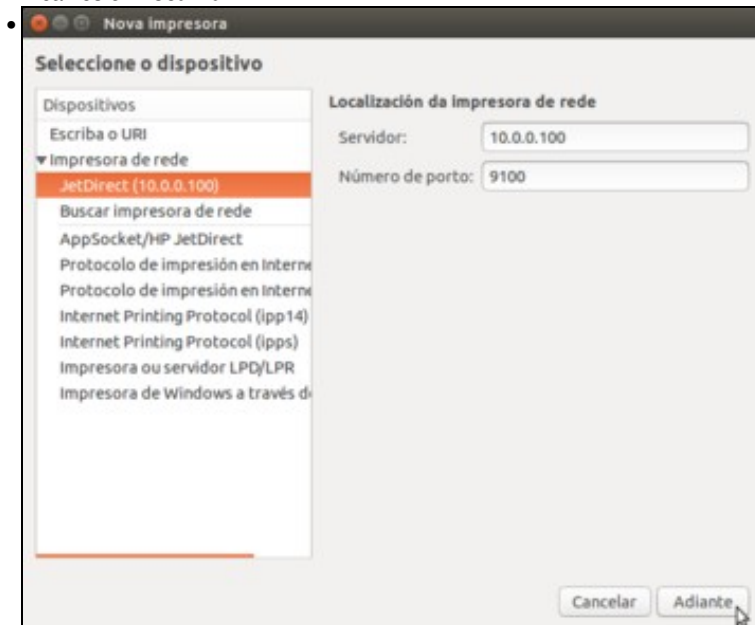 Nova impresora
Seleccione o dispositivo
Dispositivos
Escriba o URI
Impresora de rede
JetDirect (10.0.0.100)
Buscar impresora de rede
AppSocket/HP JetDirect
Protocolo de impresión en Interne
Protocolo de impresión en Interne
Internet Printing Protocol (ipp14)
Internet Printing Protocol (ipps)
Impresora ou servidor LPD/LPR
Impresora de Windows a través d
Localización da impresora de rede
Servidor: 10.0.0.100
Número de porto: 9100
Cancelar Adiante